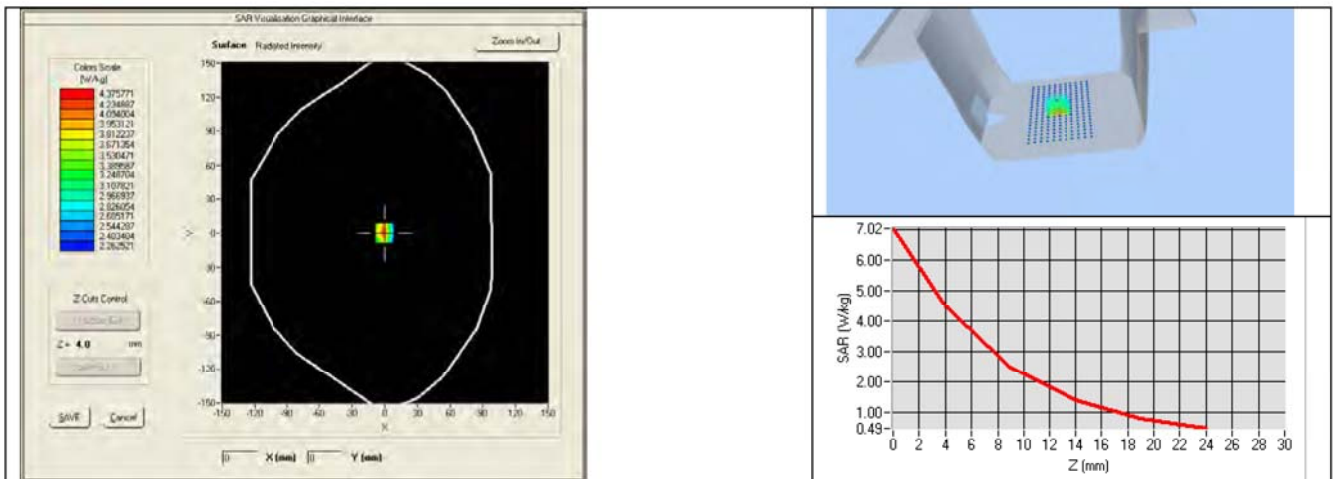 SAR Visualisation Graphical Interface
Surface Radiated Intensity
Zoom In/Out
Colors Scale
[W/kg]
4.375771
4.234887
4.094004
3.953121
3.812237
3.671354
3.530471
3.389587
3.248704
3.107821
2.966937
2.826054
2.685171
2.544287
2.403404
2.262521
150
120
90
60
30
0
-30
-60
-90
-120
-150
Y
-150 -120 -90 -60 -30 0 30 60 90 120 150
X
Z Cuts Control
Z = 4.0 mm
SAVE Cancel
0 X (mm) 0 Y (mm)
7.02
6.00
5.00
4.00
3.00
2.00
1.00
0.49
SAR (W/kg)
0 2 4 6 8 10 12 14 16 18 20 22 24 26 28 30
Z (mm)